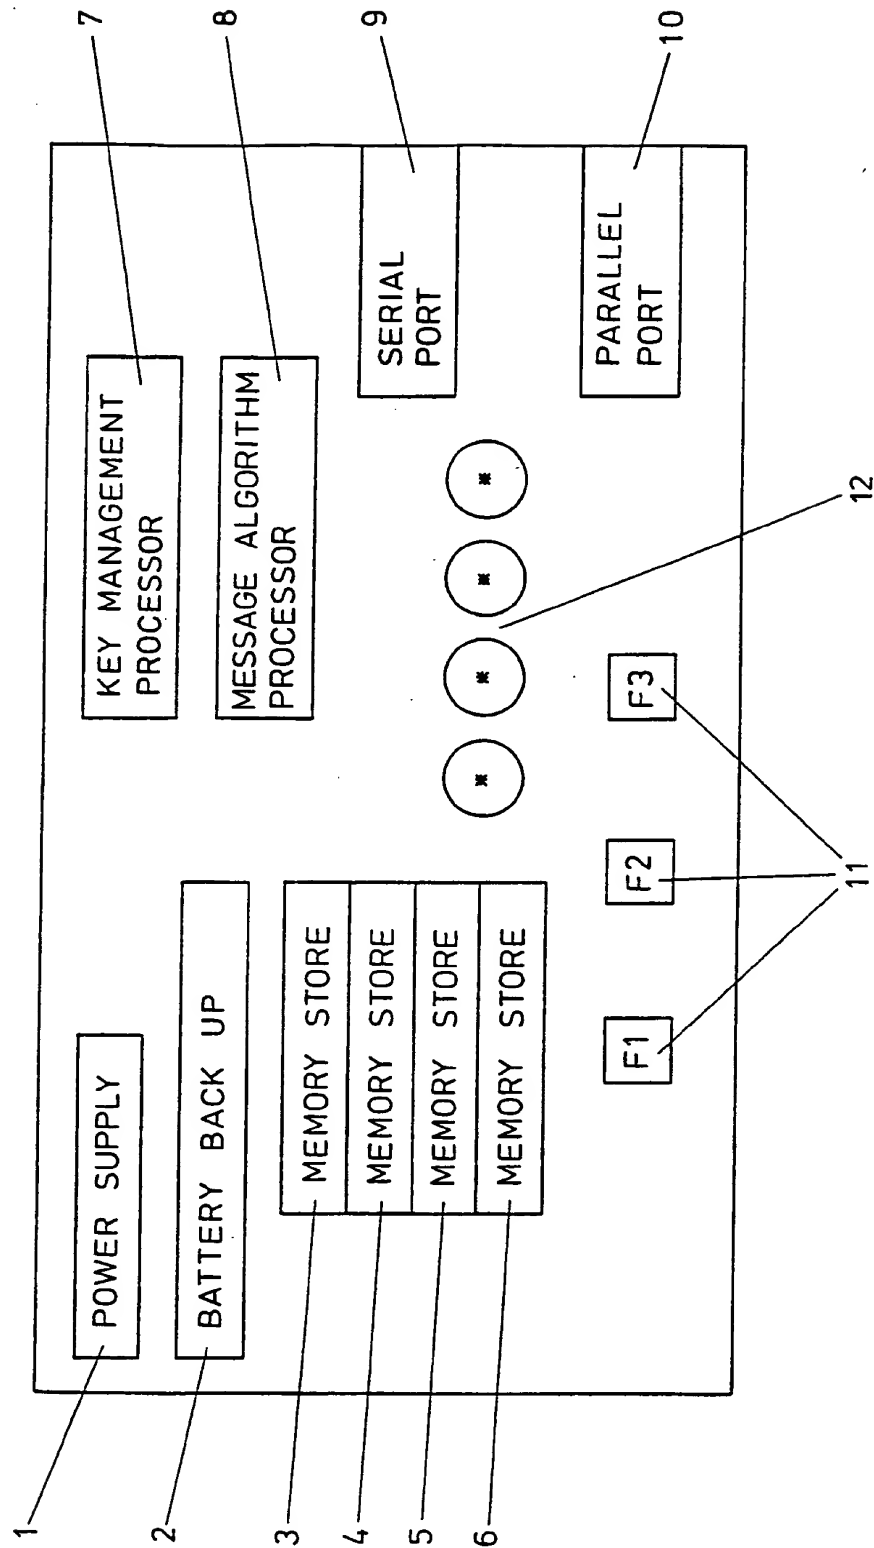 1
POWER SUPPLY
2
BATTERY BACK UP
3
MEMORY STORE
4
MEMORY STORE
5
MEMORY STORE
6
MEMORY STORE
7
KEY MANAGEMENT
PROCESSOR
8
MESSAGE ALGORITHM
PROCESSOR
9
SERIAL
PORT
10
PARALLEL
PORT
* * * *
12
F1 F2 F3
11